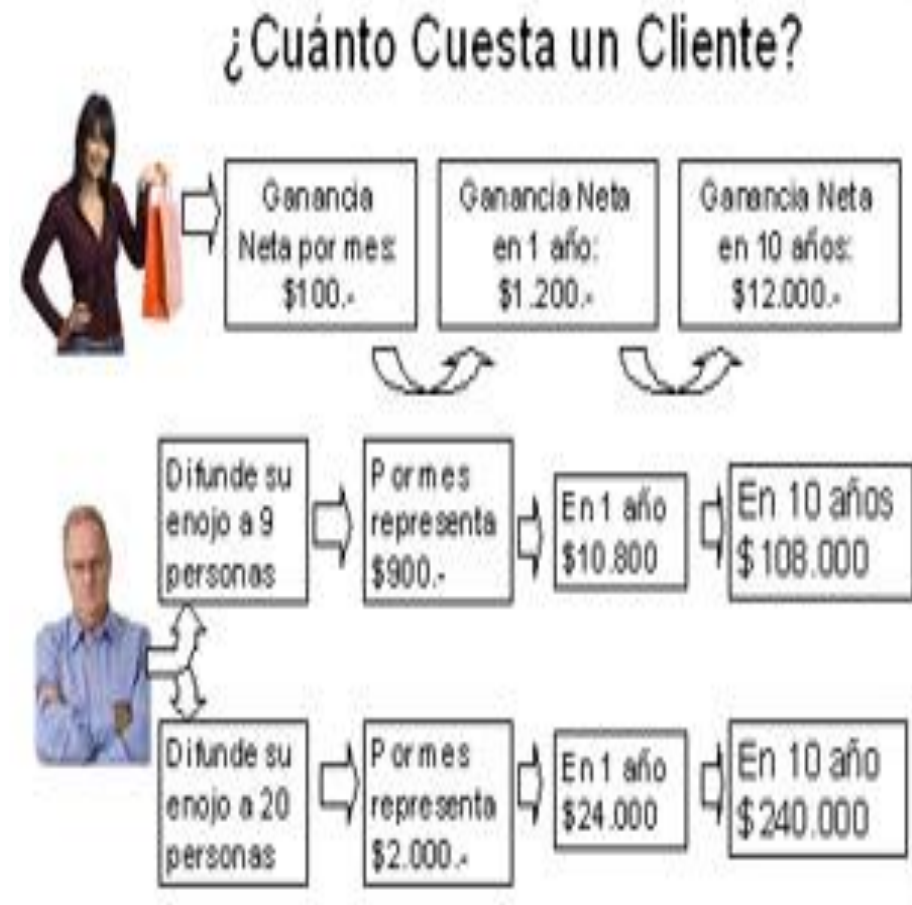 ¿Cuánto Cuesta un Cliente?
Ganancia
Neta por mes:
$100.-
Ganancia Neta
en 1 año:
$1.200.-
Ganancia Neta
en 10 años:
$12.000.-
Difunde su
enojo a 9
personas
Por mes
representa
$900.-
En 1 año
$10.800
En 10 años
$108.000
Difunde su
enojo a 20
personas
Por mes
representa
$2.000.-
En 1 año
$24.000
En 10 año
$240.000